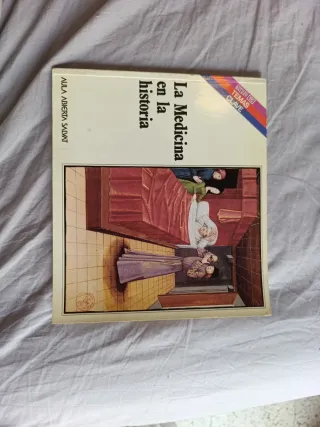 AULA ABIERTA SALVAT
TEMAS
CLAVE
La Medicina
en la
historia